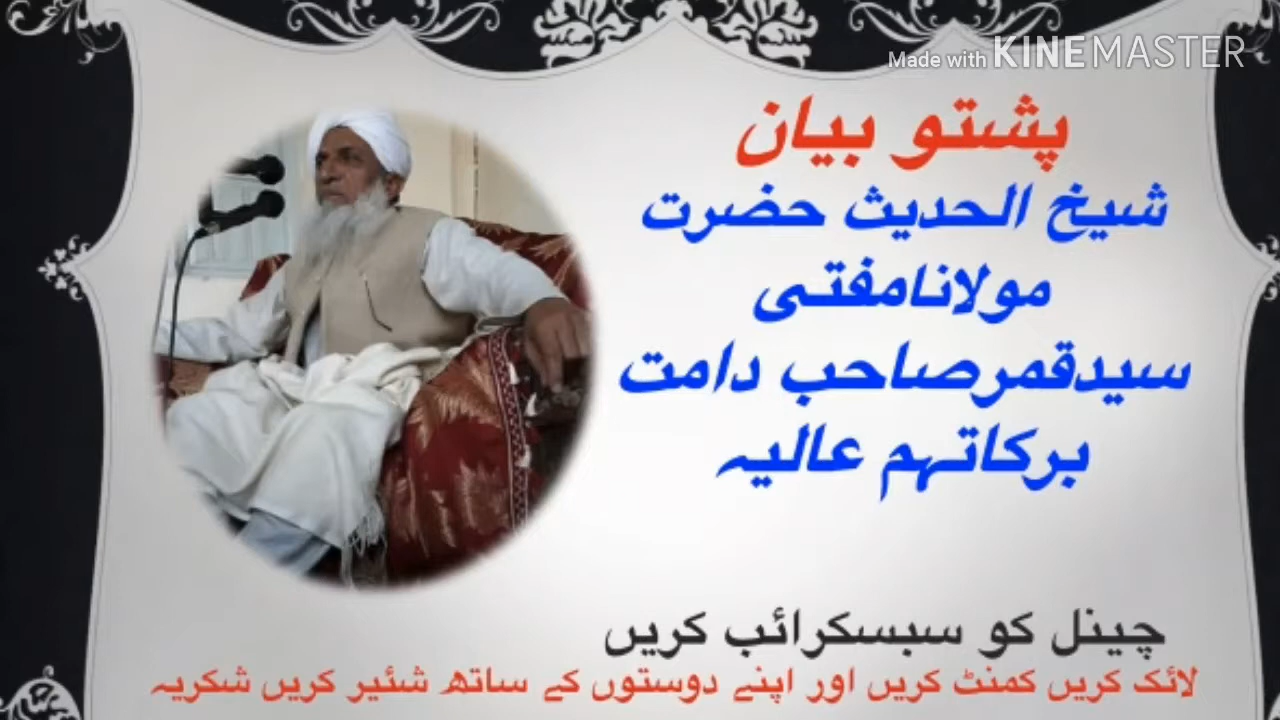 Made with KINEMASTER
پشتو بیان
شیخ الحدیث حضرت
مولانامفتی
سیدقمرصاحب دامت
برکاتہم عالیہ
چینل کو سبسکرائب کریں
لائک کریں کمنٹ کریں اور اپنے دوستوں کے ساتھ شئیر کریں شکریہ